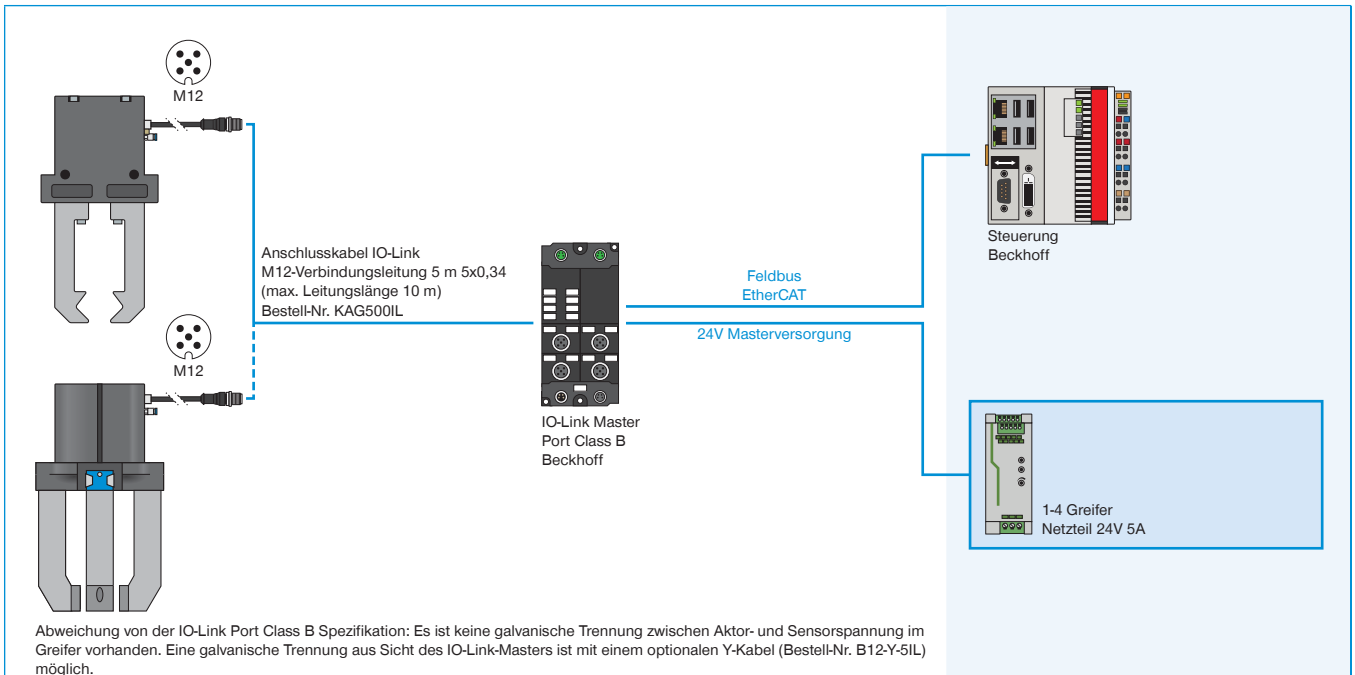 M12
Anschlusskabel IO-Link
M12-Verbindungsleitung 5 m 5x0,34
(max. Leitungslänge 10 m)
Bestell-Nr. KAG500IL
M12
IO-Link Master
Port Class B
Beckhoff
Feldbus
EtherCAT
24V Masterversorgung
Steuerung
Beckhoff
1-4 Greifer
Netzteil 24V 5A
Abweichung von der IO-Link Port Class B Spezifikation: Es ist keine galvanische Trennung zwischen Aktor- und Sensorspannung im
Greifer vorhanden. Eine galvanische Trennung aus Sicht des IO-Link-Masters ist mit einem optionalen Y-Kabel (Bestell-Nr. B12-Y-5IL)
möglich.